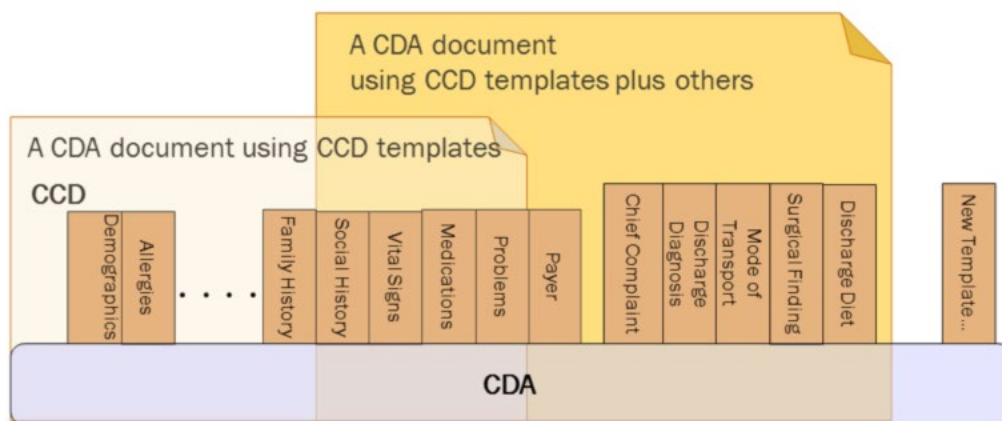 A CDA document
using CCD templates plus others
A CDA document using CCD templates
CCD
Demographics
Allergies
. . . . .
Family History
Social History
Vital Signs
Medications
Problems
Payer
Chief Complaint
Discharge
Diagnosis
Mode of
Transport
Surgical Finding
Discharge Diet
New Template...
CDA